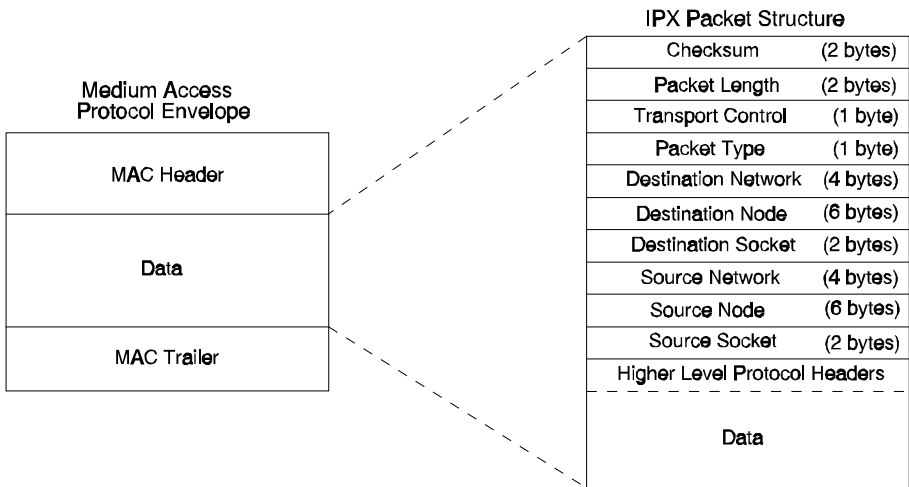 Medium Access
Protocol Envelope
MAC Header
Data
MAC Trailer
IPX Packet Structure
Checksum (2 bytes)
Packet Length (2 bytes)
Transport Control (1 byte)
Packet Type (1 byte)
Destination Network (4 bytes)
Destination Node (6 bytes)
Destination Socket (2 bytes)
Source Network (4 bytes)
Source Node (6 bytes)
Source Socket (2 bytes)
Higher Level Protocol Headers
Data